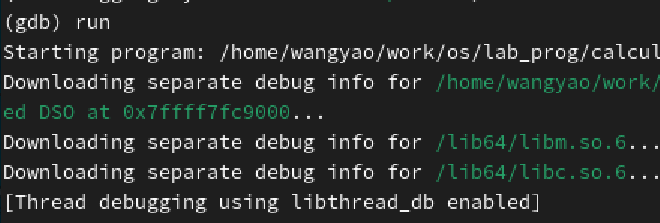 (gdb) run
Starting program: /home/wangyao/work/os/lab_prog/calcul
Downloading separate debug info for /home/wangyao/work/
ed DSO at 0x7ffff7fc9000...
Downloading separate debug info for /lib64/libm.so.6...
Downloading separate debug info for /lib64/libc.so.6...
[Thread debugging using libthread_db enabled]